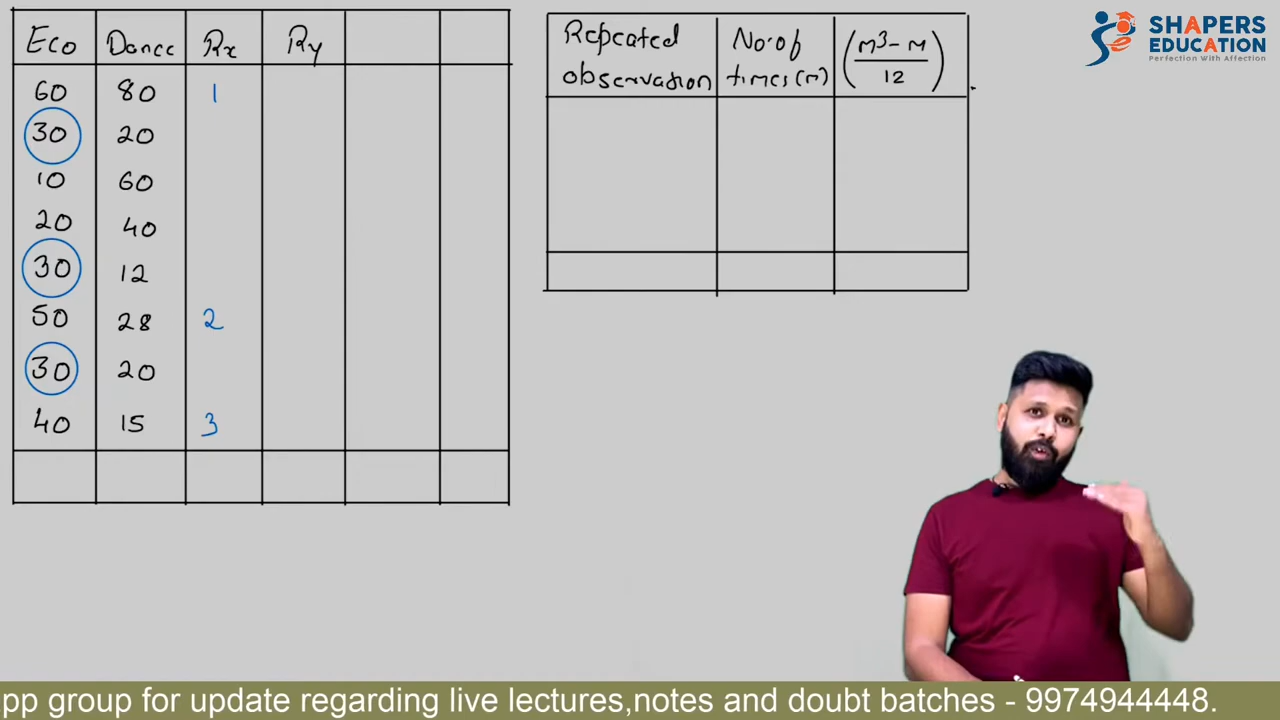 Eco Dance Rx Ry
60 80 1
30 20
10 60
20 40
30 12
50 28 2
30 20
40 15 3
Repeated observation No. of times (m) (m³ - m / 12)
SHAPERS
EDUCATION
Perfection With Affection
pp group for update regarding live lectures,notes and doubt batches - 9974944448.